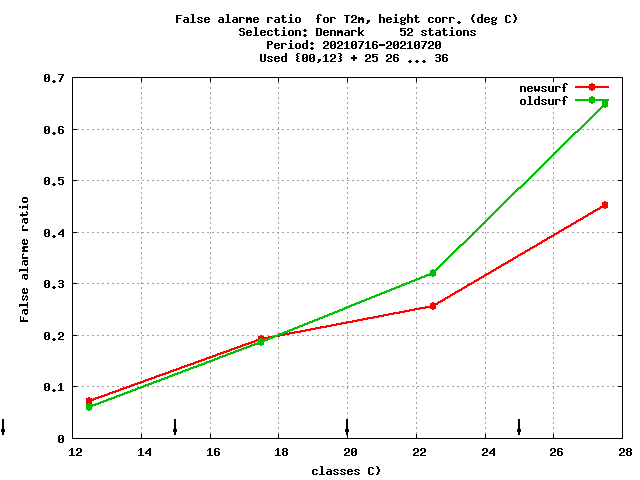 False alarme ratio  for T2m, height corr. (deg C)
Selection: Denmark     52 stations
Period: 20210716-20210720
Used {00,12} + 25 26 ... 36
newsurf
oldsurf
0.7
0.6
0.5
0.4
0.3
0.2
0.1
0
False alarme ratio
12 14 16 18 20 22 24 26 28
classes C)